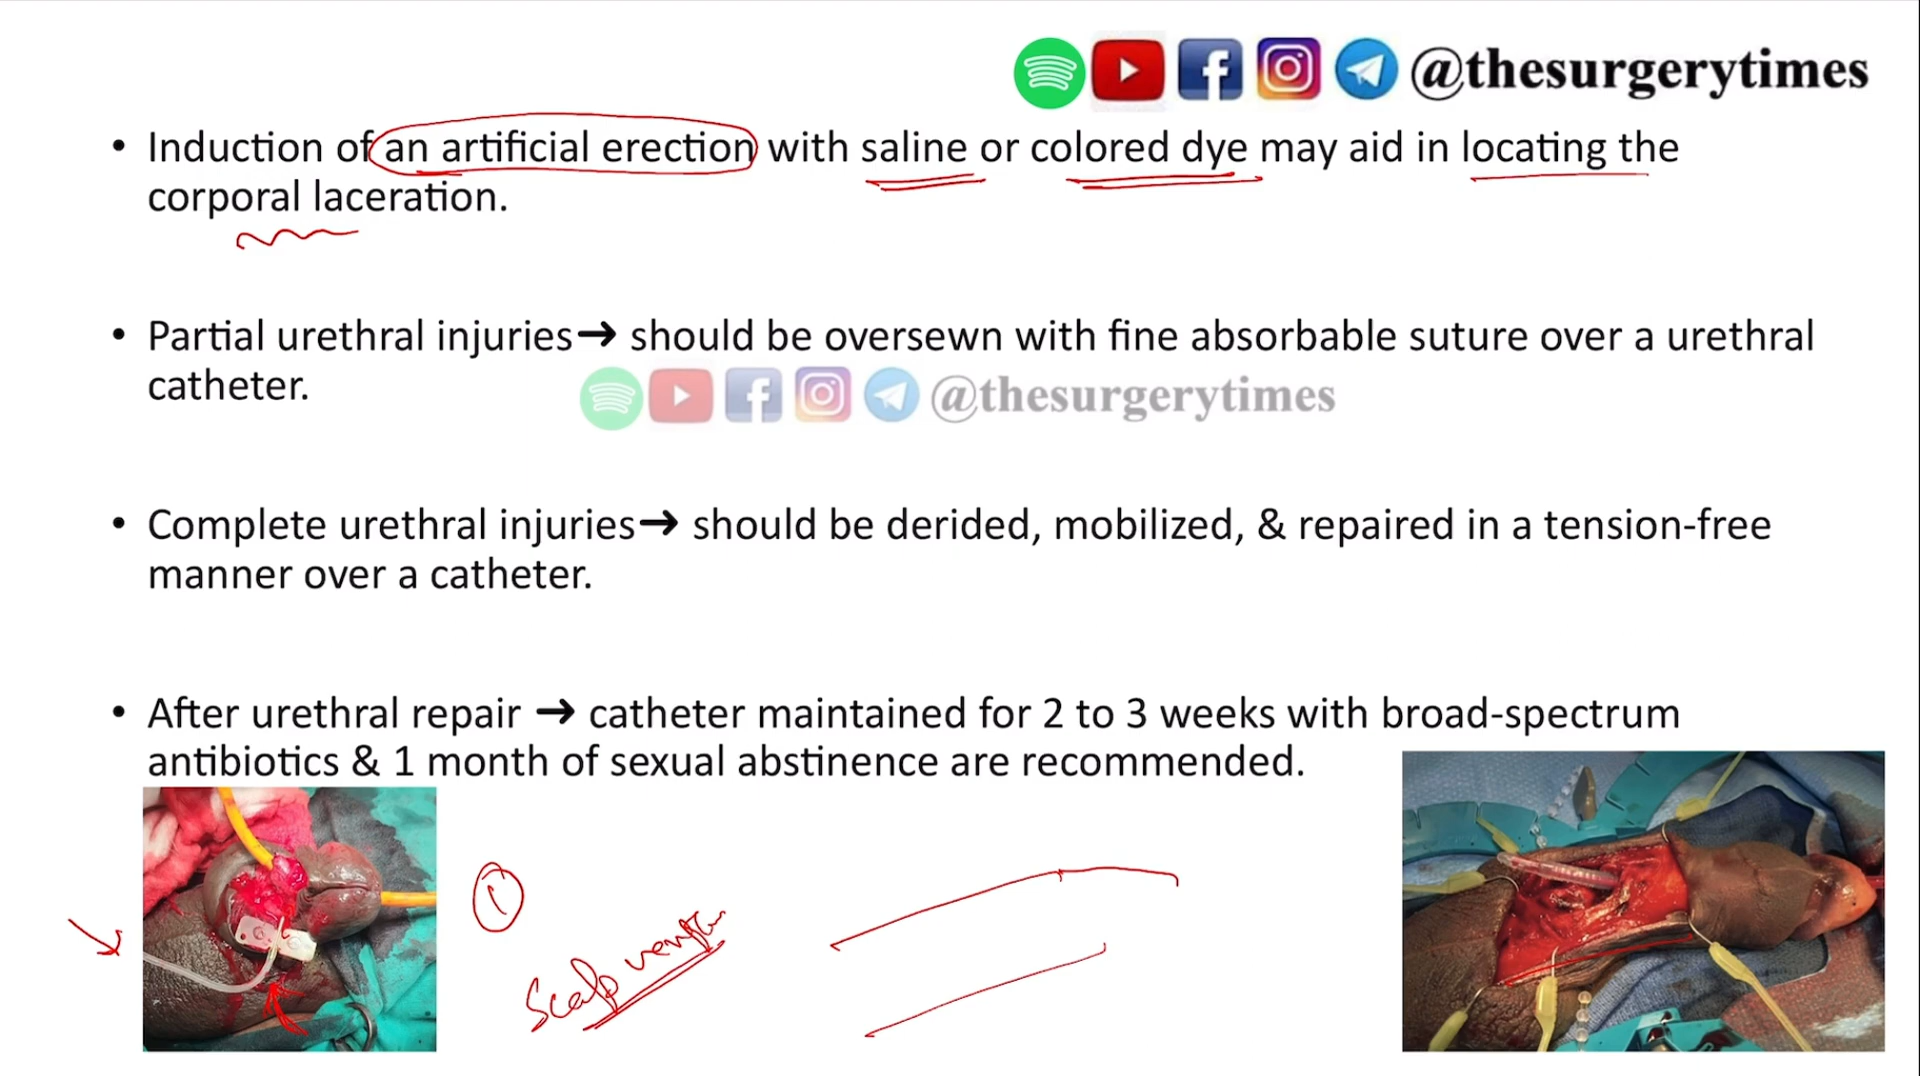 @thesurgerytimes
• Induction of an artificial erection with saline or colored dye may aid in locating the
corporal laceration.
• Partial urethral injuries➔ should be oversewn with fine absorbable suture over a urethral
catheter.
@thesurgerytimes
• Complete urethral injuries➔ should be derided, mobilized, & repaired in a tension-free
manner over a catheter.
• After urethral repair ➔ catheter maintained for 2 to 3 weeks with broad-spectrum
antibiotics & 1 month of sexual abstinence are recommended.
1
Scalp